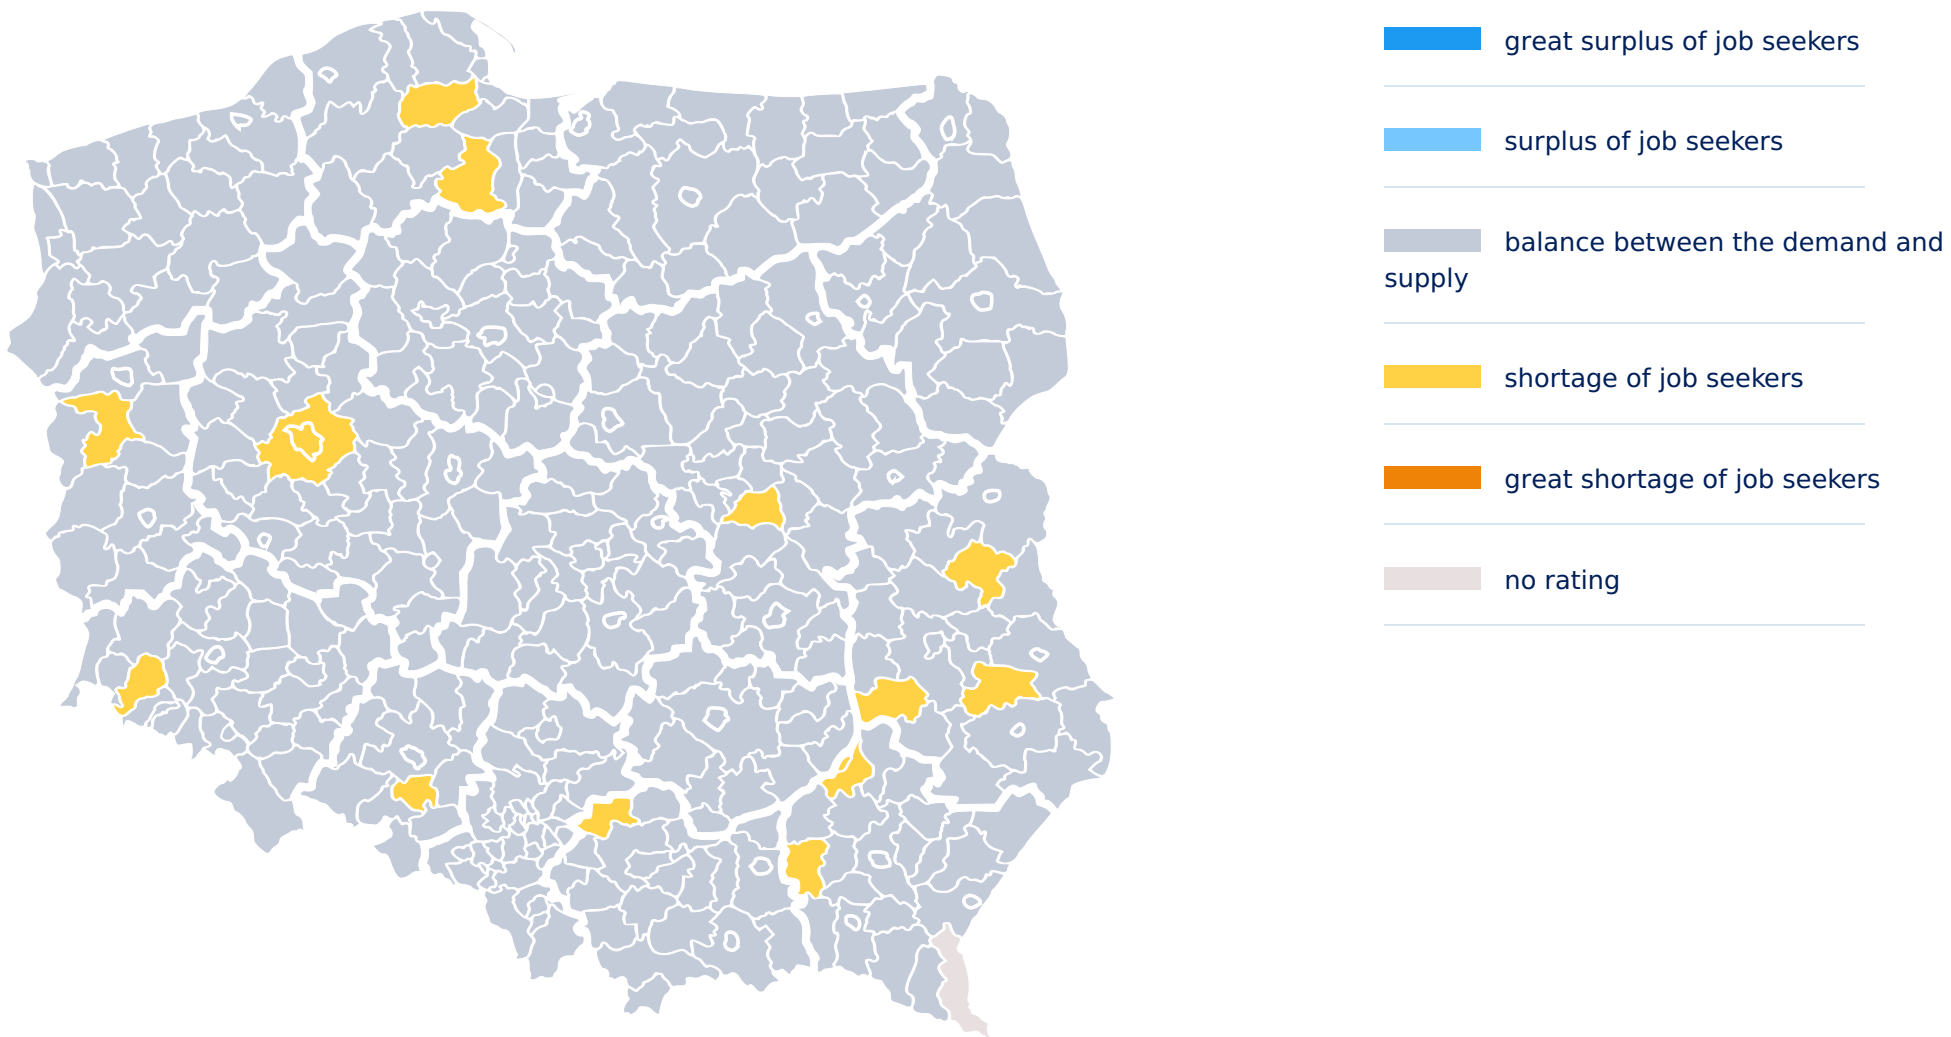 great surplus of job seekers
surplus of job seekers
balance between the demand and
supply
shortage of job seekers
great shortage of job seekers
no rating